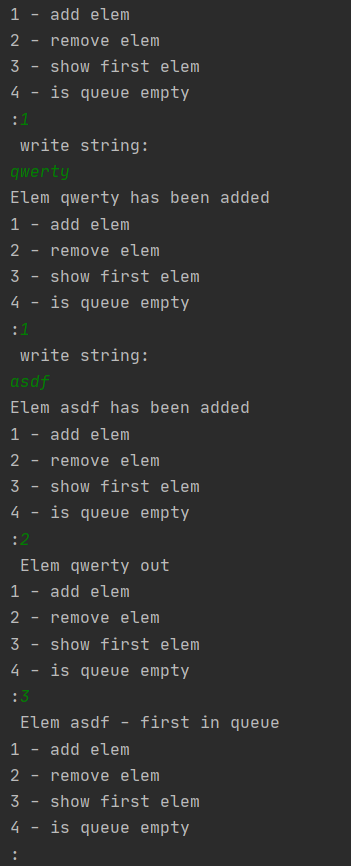 1 - add elem
2 - remove elem
3 - show first elem
4 - is queue empty
:1
write string:
qwerty
Elem qwerty has been added
1 - add elem
2 - remove elem
3 - show first elem
4 - is queue empty
:1
write string:
asdf
Elem asdf has been added
1 - add elem
2 - remove elem
3 - show first elem
4 - is queue empty
:2
Elem qwerty out
1 - add elem
2 - remove elem
3 - show first elem
4 - is queue empty
:3
Elem asdf - first in queue
1 - add elem
2 - remove elem
3 - show first elem
4 - is queue empty
: